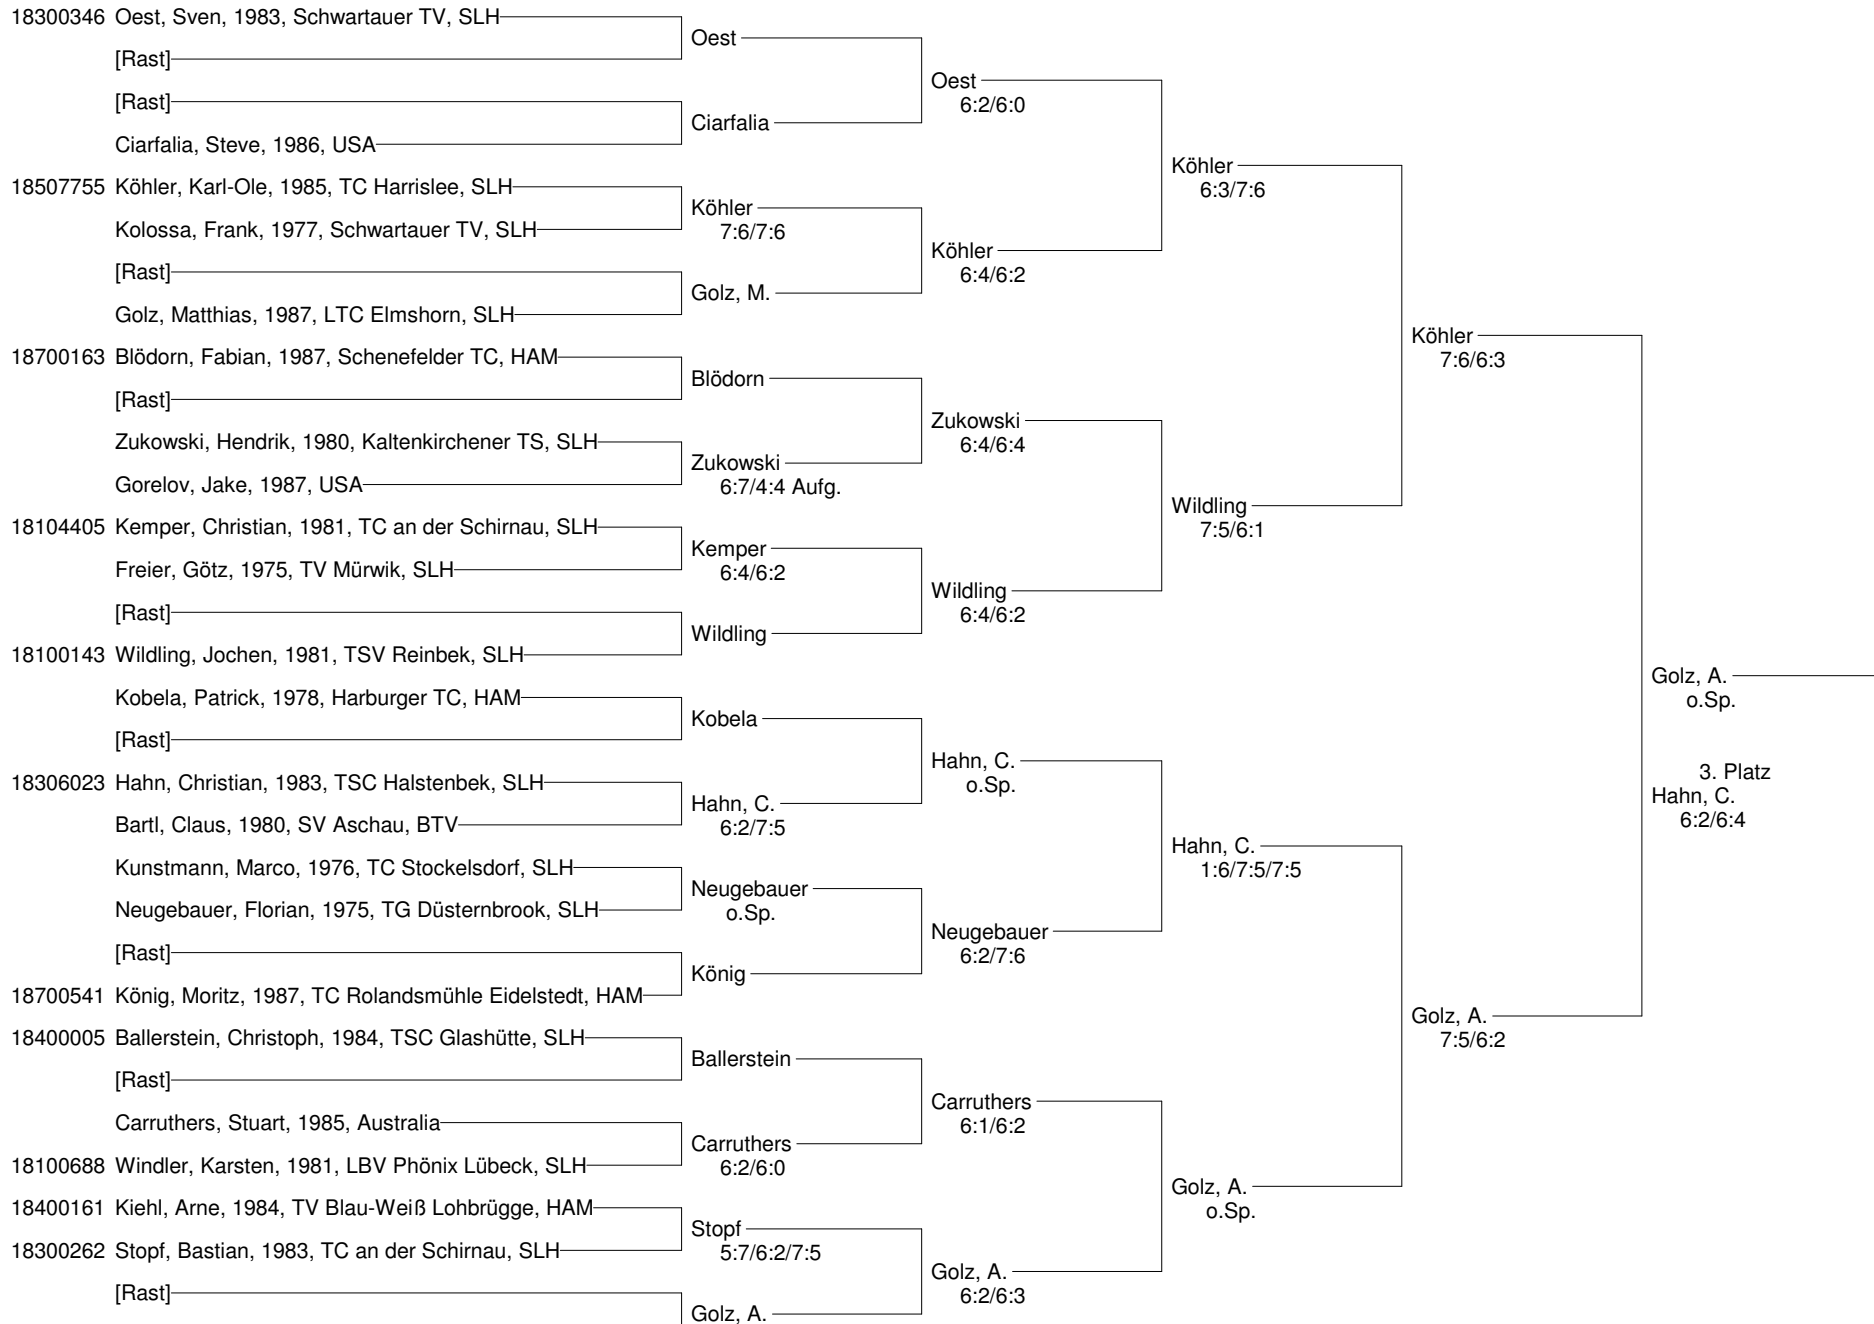 18300346 Oest, Sven, 1983, Schwartauer TV, SLH
Oest
[Rast]
Oest
6:2/6:0
[Rast]
Ciarfalia
Ciarfalia, Steve, 1986, USA
Köhler
6:3/7:6
18507755 Köhler, Karl-Ole, 1985, TC Harrislee, SLH
Köhler
7:6/7:6
Kolossa, Frank, 1977, Schwartauer TV, SLH
Köhler
6:4/6:2
[Rast]
Golz, M.
Golz, Matthias, 1987, LTC Elmshorn, SLH
Köhler
7:6/6:3
18700163 Blödorn, Fabian, 1987, Schenefelder TC, HAM
Blödorn
[Rast]
Zukowski
6:4/6:4
Zukowski, Hendrik, 1980, Kaltenkirchener TS, SLH
Zukowski
6:7/4:4 Aufg.
Gorelov, Jake, 1987, USA
Wildling
7:5/6:1
18104405 Kemper, Christian, 1981, TC an der Schirnau, SLH
Kemper
6:4/6:2
Freier, Götz, 1975, TV Mürwik, SLH
Wildling
6:4/6:2
[Rast]
Wildling
18100143 Wildling, Jochen, 1981, TSV Reinbek, SLH
Golz, A.
o.Sp.
Kobela, Patrick, 1978, Harburger TC, HAM
Kobela
[Rast]
Hahn, C.
o.Sp.
3. Platz
Hahn, C.
6:2/6:4
18306023 Hahn, Christian, 1983, TSC Halstenbek, SLH
Hahn, C.
6:2/7:5
Bartl, Claus, 1980, SV Aschau, BTV
Hahn, C.
1:6/7:5/7:5
Kunstmann, Marco, 1976, TC Stockelsdorf, SLH
Neugebauer
o.Sp.
Neugebauer, Florian, 1975, TG Düsternbrook, SLH
Neugebauer
6:2/7:6
[Rast]
König
18700541 König, Moritz, 1987, TC Rolandsmühle Eidelstedt, HAM
Golz, A.
7:5/6:2
18400005 Ballerstein, Christoph, 1984, TSC Glashütte, SLH
Ballerstein
[Rast]
Carruthers
6:1/6:2
Carruthers, Stuart, 1985, Australia
Carruthers
6:2/6:0
18100688 Windler, Karsten, 1981, LBV Phönix Lübeck, SLH
Golz, A.
o.Sp.
18400161 Kiehl, Arne, 1984, TV Blau-Weiß Lohbrügge, HAM
Stopf
5:7/6:2/7:5
18300262 Stopf, Bastian, 1983, TC an der Schirnau, SLH
Golz, A.
6:2/6:3
[Rast]
Golz, A.